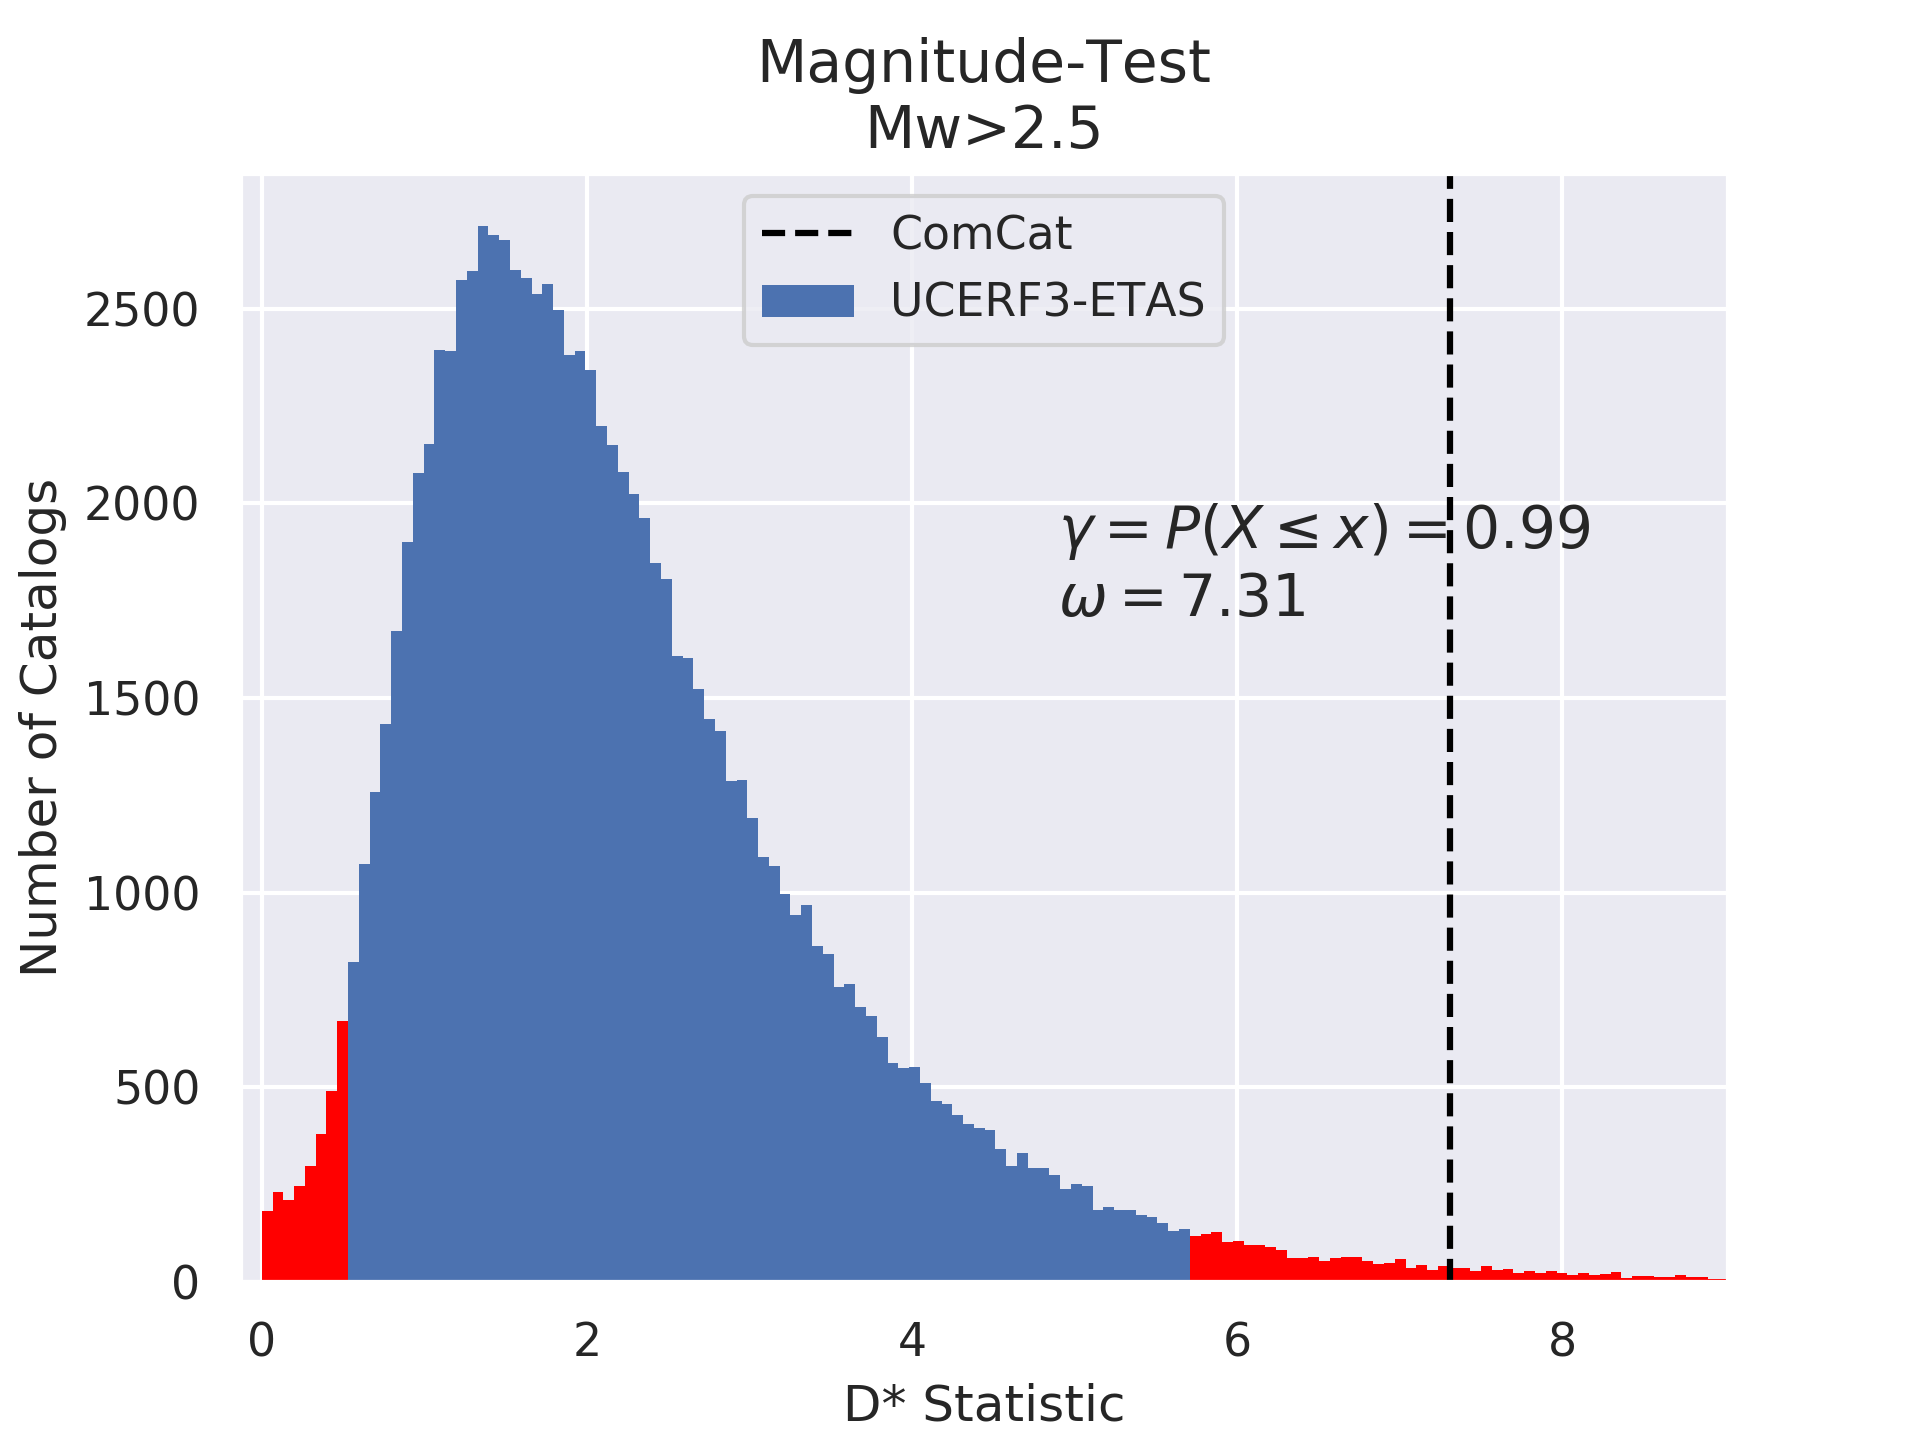 Magnitude-Test
Mw>2.5
ComCat
UCERF3-ETAS
2500
2000
1500
1000
500
0
γ = P(X ≤ x) = 0.99
ω = 7.31
Number of Catalogs
0 2 4 6 8
D* Statistic